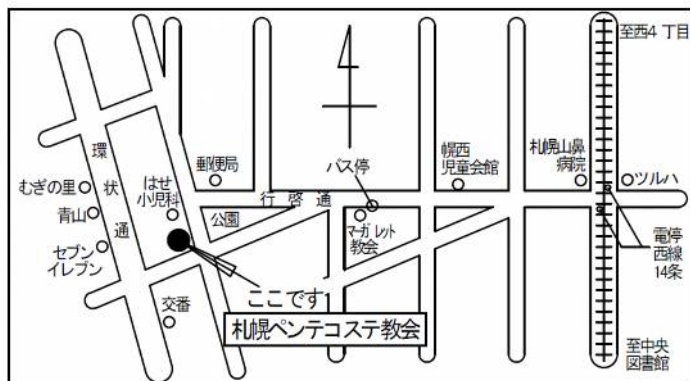 至西4丁目
環状通
むぎの里
青山
セブン
イレブン
はせ
小児科
郵便局
公園
行啓通
バス停
マーガレット
教会
幌西
児童会館
札幌山鼻
病院
ツルハ
電停
西線
14条
交番
ここです
札幌ペンテコステ教会
至中央
図書館